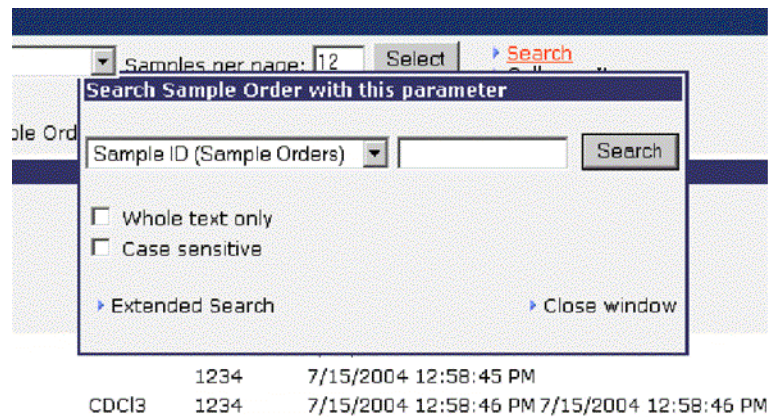 Samples per page: 12 Select Search
Search Sample Order with this parameter
ple Ord
Sample ID (Sample Orders) Search
Whole text only
Case sensitive
Extended Search Close window
1234 7/15/2004 12:58:45 PM
CDCl3 1234 7/15/2004 12:58:46 PM 7/15/2004 12:58:46 PM